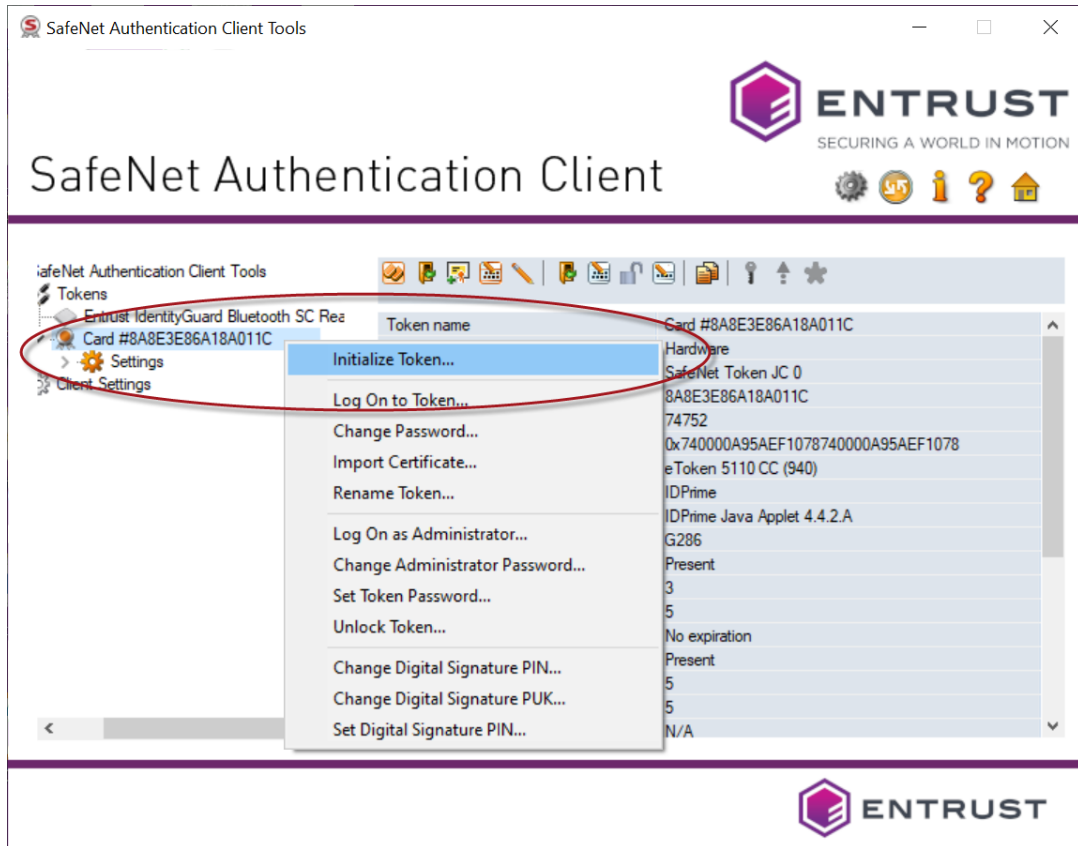 SafeNet Authentication Client Tools
ENTRUST
SECURING A WORLD IN MOTION
SafeNet Authentication Client
afeNet Authentication Client Tools
Tokens
Entrust IdentityGuard Bluetooth SC Rea
Card #8A8E3E86A18A011C
Settings
Client Settings
Token name
Card #8A8E3E86A18A011C
Hardware
SafeNet Token JC 0
8A8E3E86A18A011C
74752
0x740000A95AEF1078740000A95AEF1078
eToken 5110 CC (940)
IDPrime
IDPrime Java Applet 4.4.2.A
G286
Present
3
5
No expiration
Present
5
5
N/A
Initialize Token...
Log On to Token...
Change Password...
Import Certificate...
Rename Token...
Log On as Administrator...
Change Administrator Password...
Set Token Password...
Unlock Token...
Change Digital Signature PIN...
Change Digital Signature PUK...
Set Digital Signature PIN...
ENTRUST